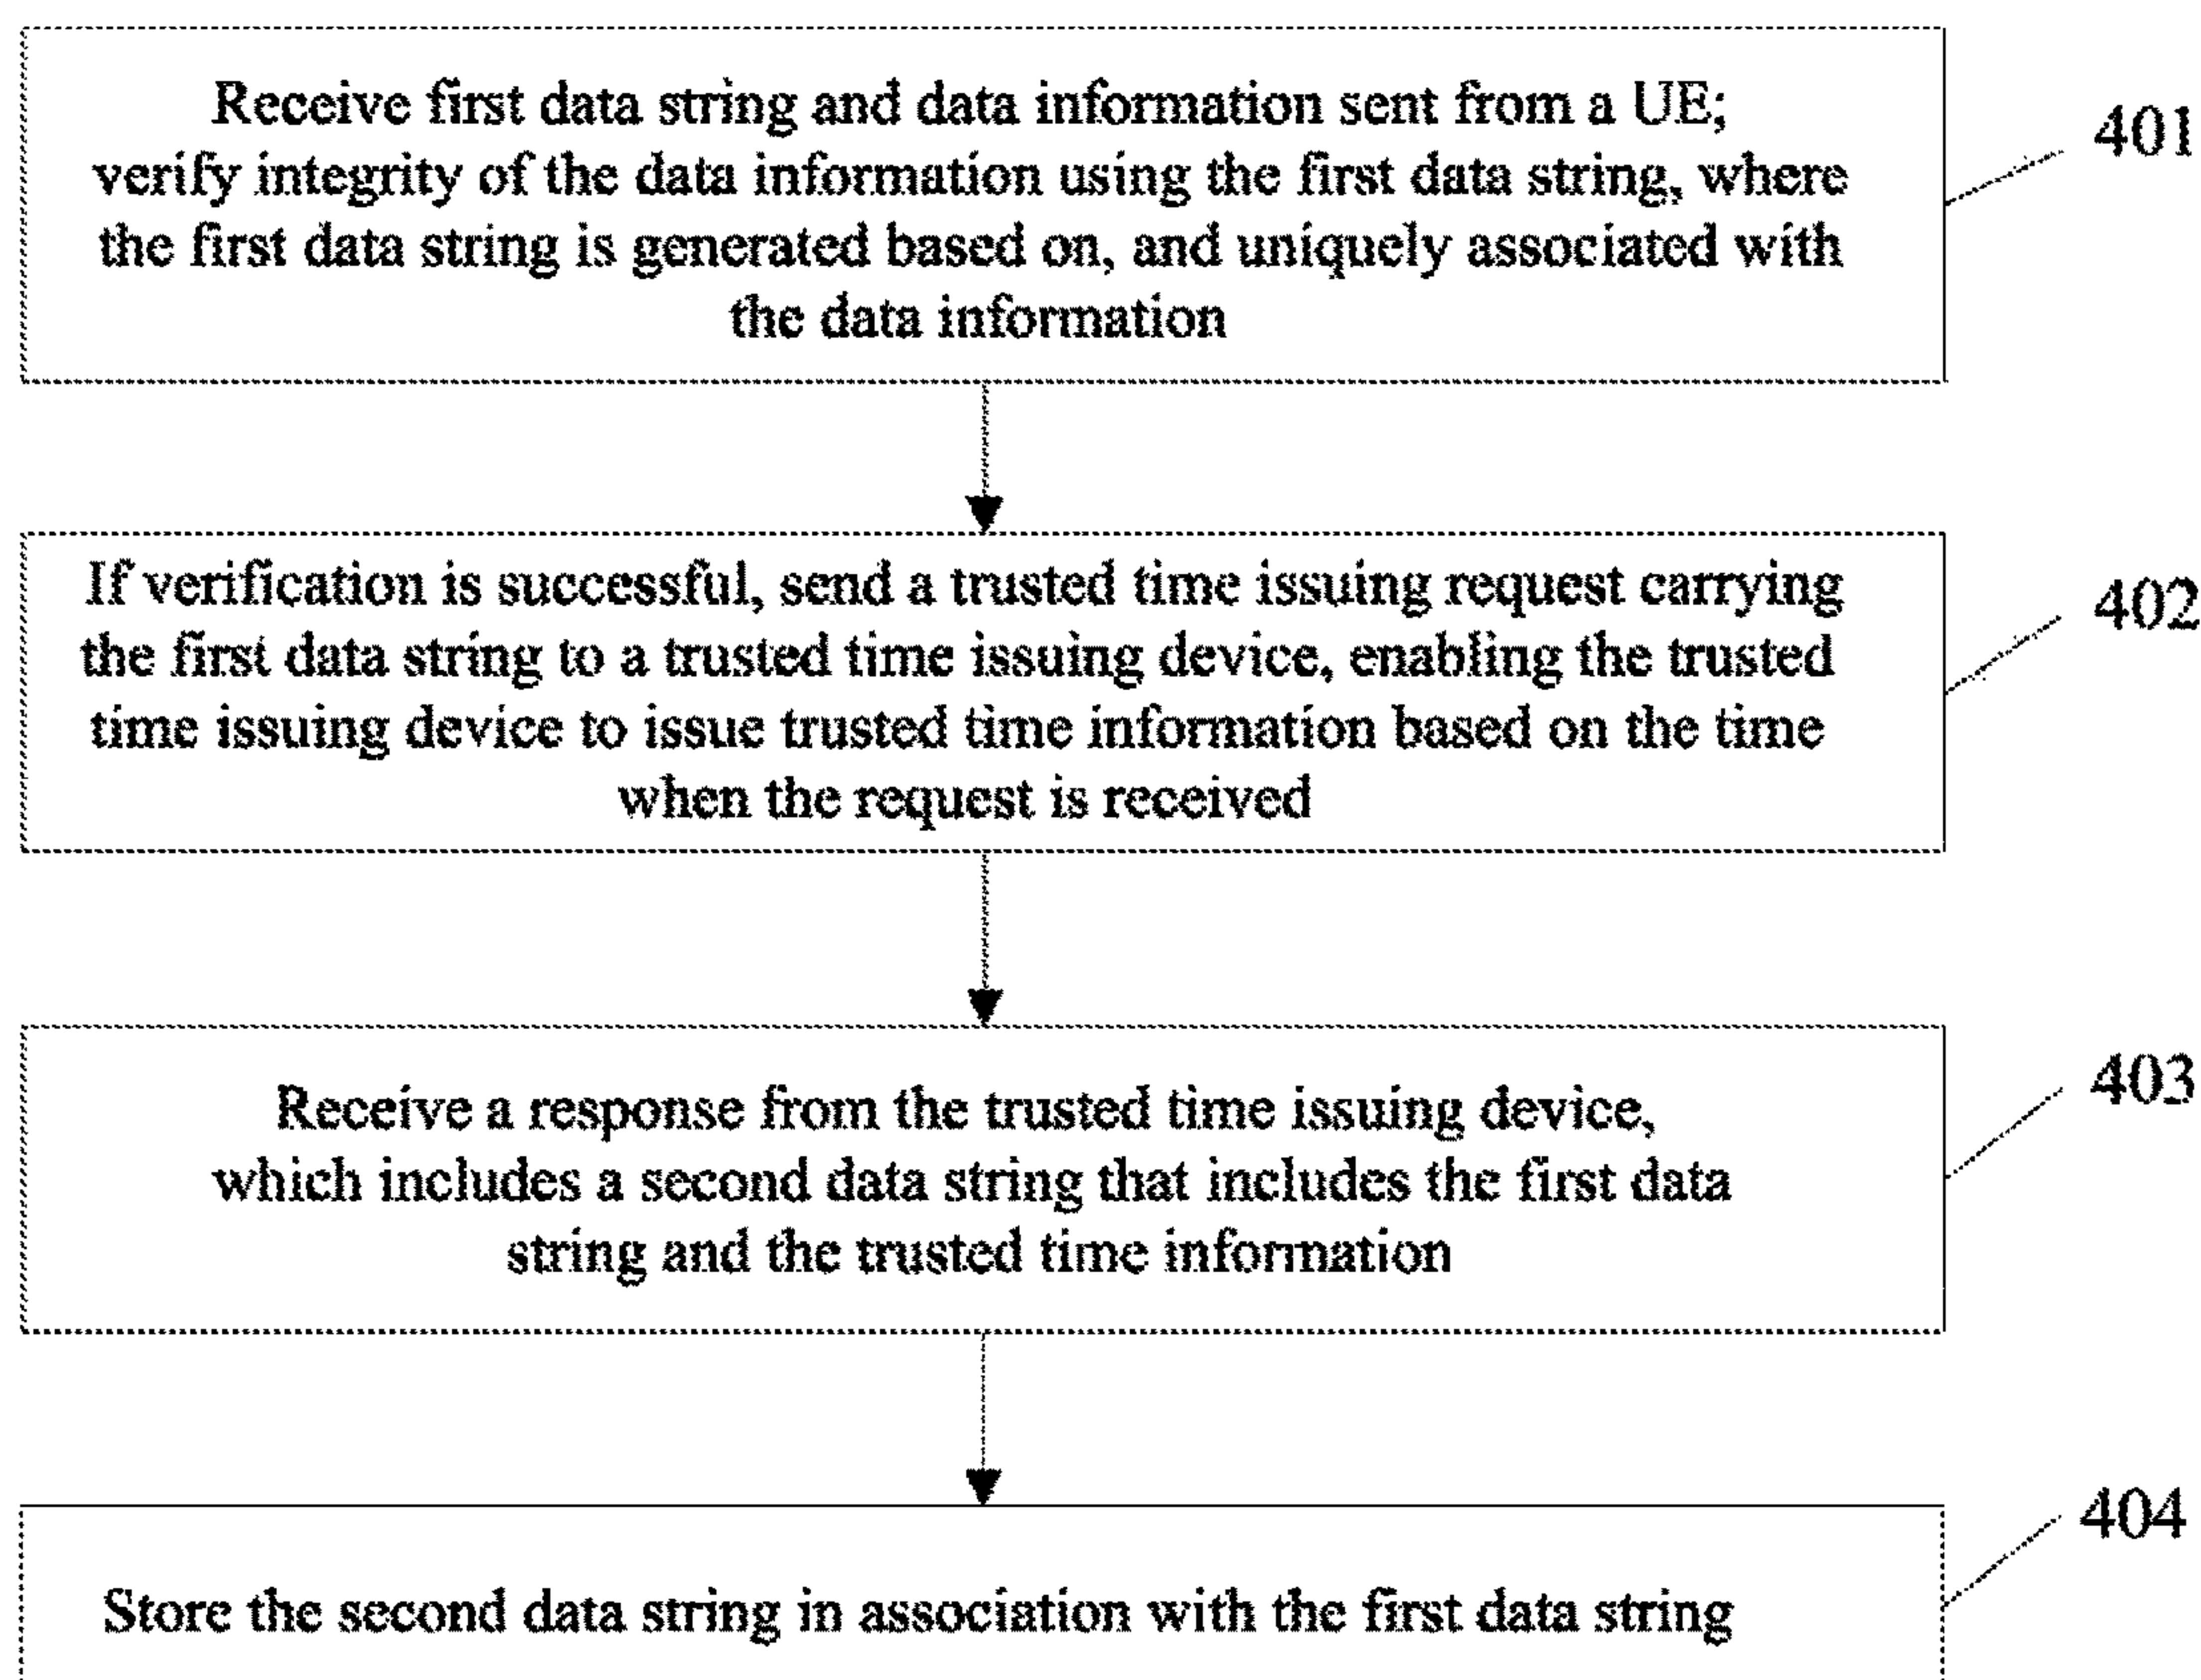 Receive first data string and data information sent from a UE;
verify integrity of the data information using the first data string, where
the first data string is generated based on, and uniquely associated with
the data information
401
If verification is successful, send a trusted time issuing request carrying
the first data string to a trusted time issuing device, enabling the trusted
time issuing device to issue trusted time information based on the time
when the request is received
402
Receive a response from the trusted time issuing device,
which includes a second data string that includes the first data
string and the trusted time information
403
Store the second data string in association with the first data string
404